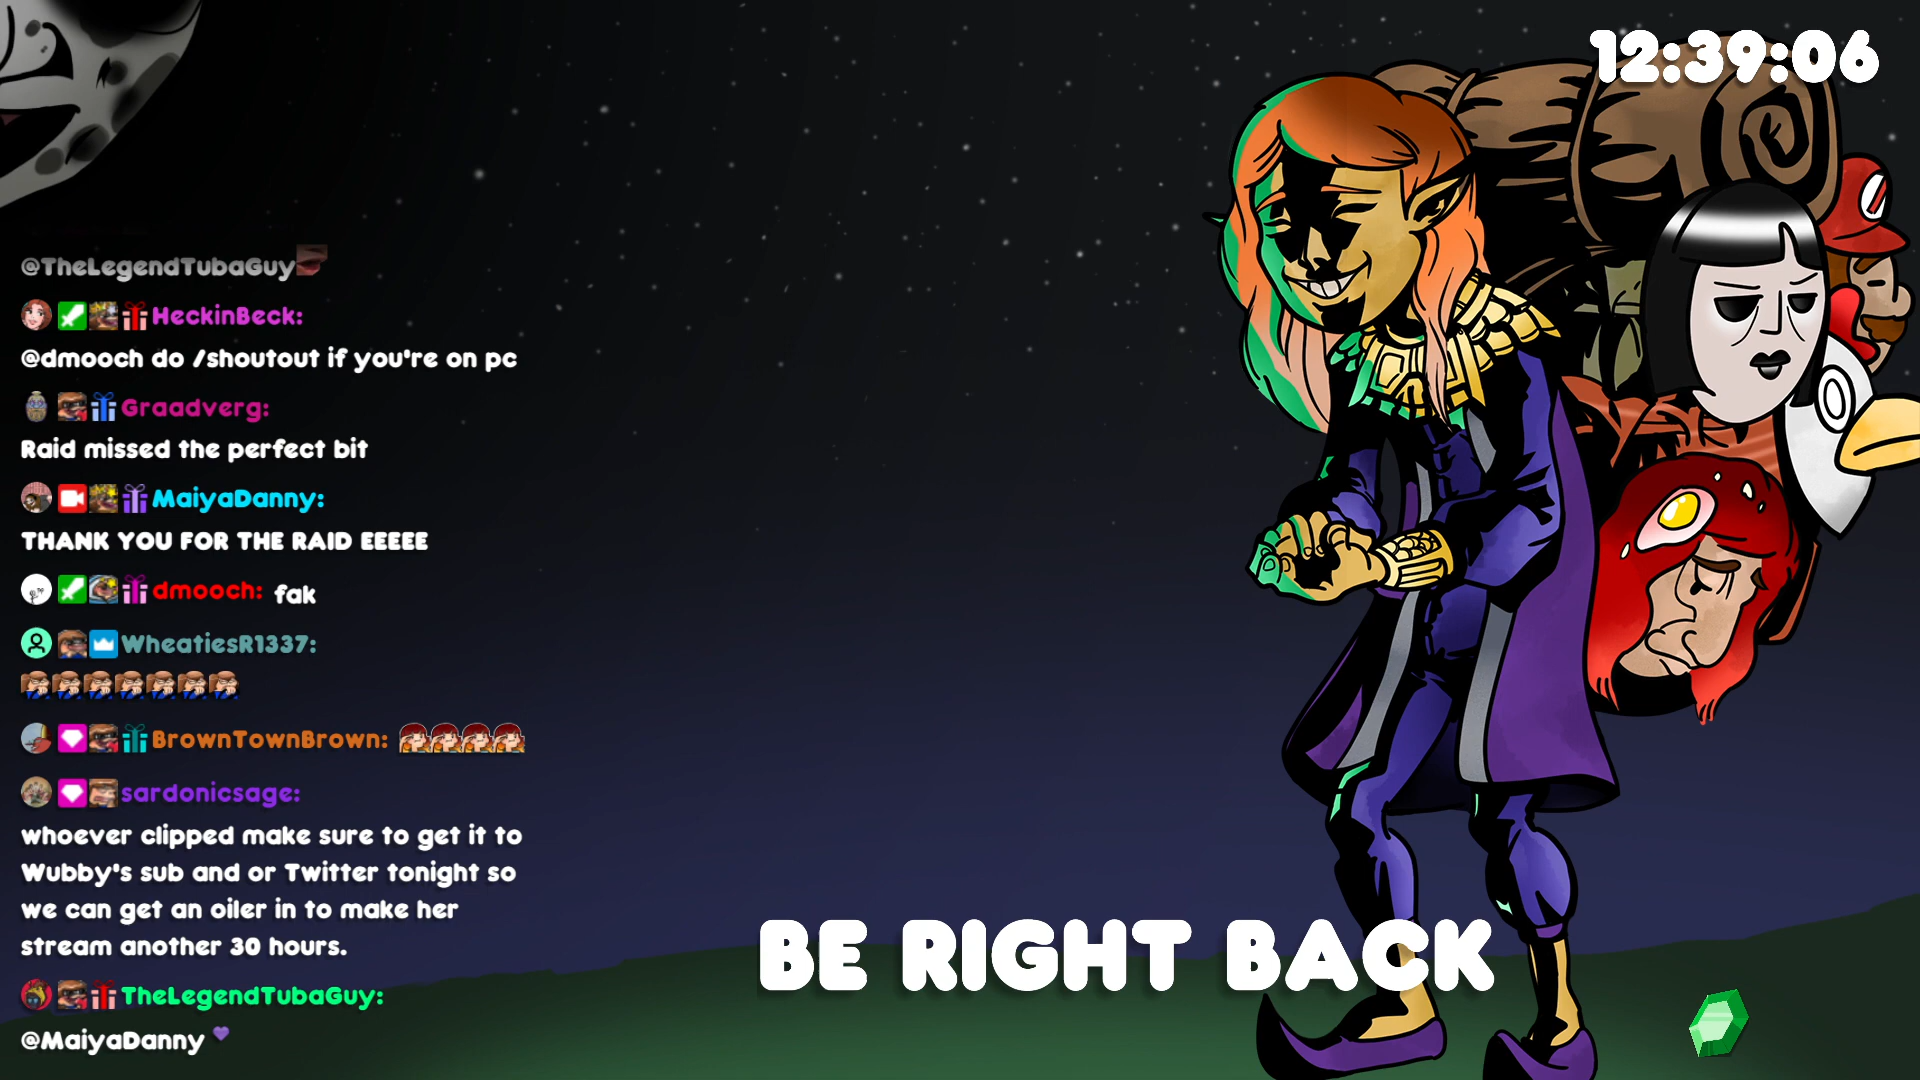 12:39:06
@TheLegendTubaGuy
HeckinBeck:
@dmooch do /shoutout if you're on pc
Graadverg:
Raid missed the perfect bit
MaiyaDanny:
THANK YOU FOR THE RAID EEEEE
dmooch: fak
WheatiesR1337:
BrownTownBrown:
sardonicsage:
whoever clipped make sure to get it to
Wubby's sub and or Twitter tonight so
we can get an oiler in to make her
stream another 30 hours.
TheLegendTubaGuy:
@MaiyaDanny
BE RIGHT BACK